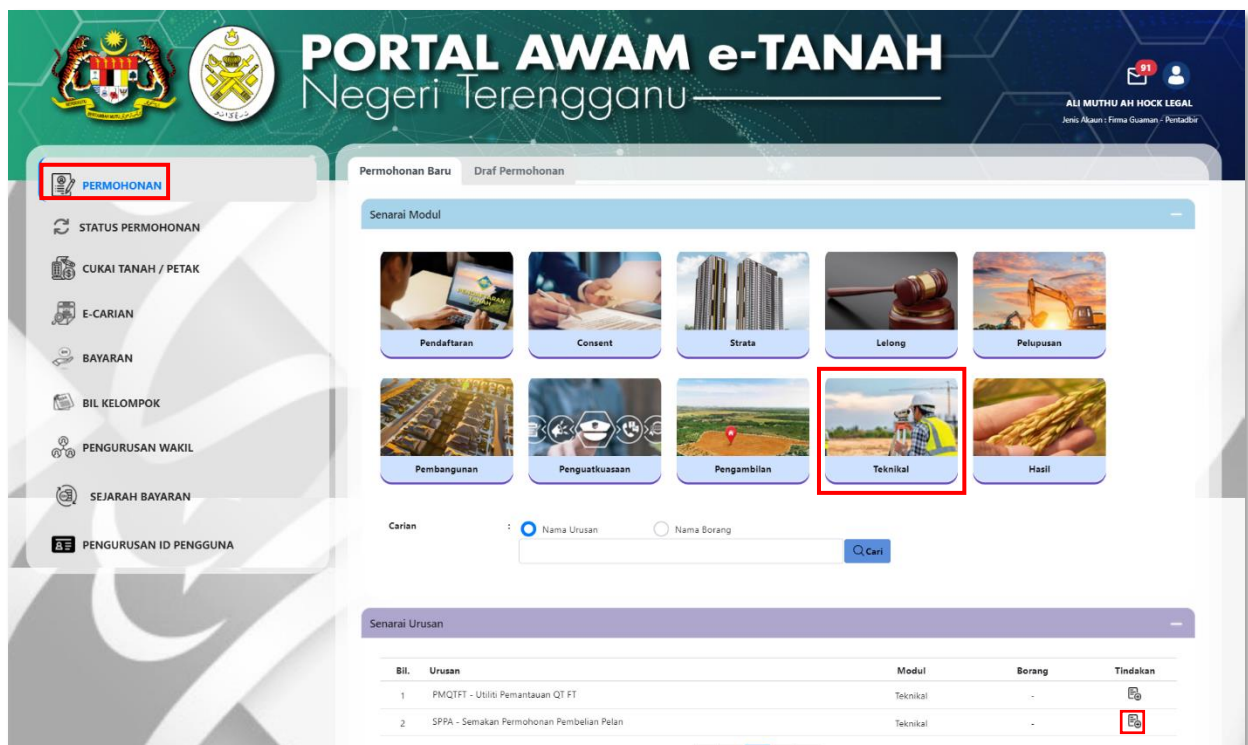 PORTAL AWAM e-TANAH
Negeri Terengganu
91
ALI MUTHU AH HOCK LEGAL
Jenis Akaun : Firma Guaman - Pentadbir
PERMOHONAN
STATUS PERMOHONAN
CUKAI TANAH / PETAK
E-CARIAN
BAYARAN
BIL KELOMPOK
PENGURUSAN WAKIL
SEJARAH BAYARAN
PENGURUSAN ID PENGGUNA
Permohonan Baru Draf Permohonan
Senarai Modul
Pendaftaran Consent Strata Lelong Pelupusan
Pembangunan Penguatkuasaan Pengambilan Teknikal Hasil
Carian : Nama Urusan Nama Borang
Cari
Senarai Urusan
Bil. Urusan Modul Borang Tindakan
1 PMQTFT - Utiliti Pemantauan QT FT Teknikal -
2 SPPA - Semakan Permohonan Pembelian Pelan Teknikal -